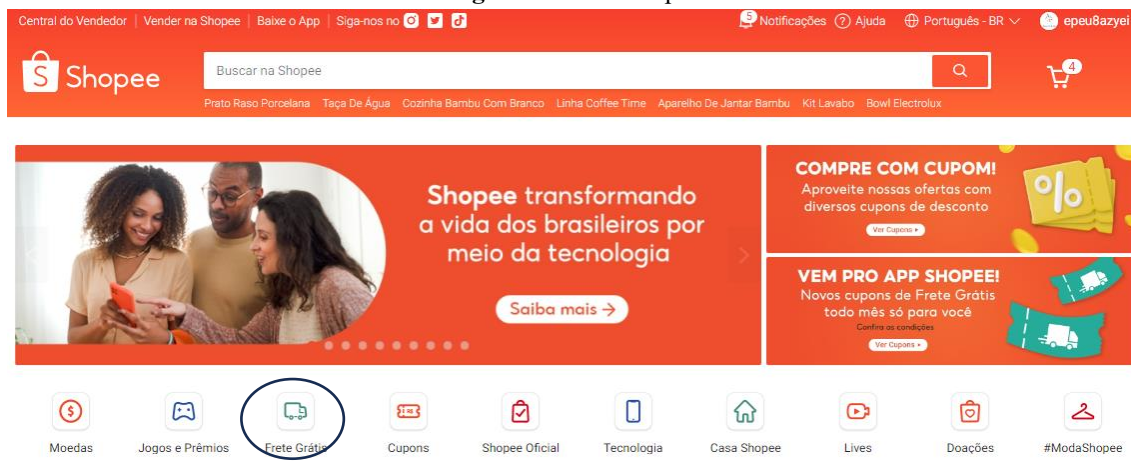 Central do Vendedor | Vender na Shopee | Baixe o App | Siga-nos no
5 Notificações ? Ajuda Português - BR epeu8azyei
S Shopee
Buscar na Shopee
4
Prato Raso Porcelana Taça De Água Cozinha Bambu Com Branco Linha Coffee Time Aparelho De Jantar Bambu Kit Lavabo Bowl Electrolux
Shopee transformando
a vida dos brasileiros por
meio da tecnologia
Saiba mais →
COMPRE COM CUPOM!
Aproveite nossas ofertas com
diversos cupons de desconto
Ver Cupons
%
VEM PRO APP SHOPEE!
Novos cupons de Frete Grátis
todo mês só para você
Confira as condições
Ver Cupons
Moedas Jogos e Prêmios Frete Grátis Cupons Shopee Oficial Tecnologia Casa Shopee Lives Doações #ModaShopee